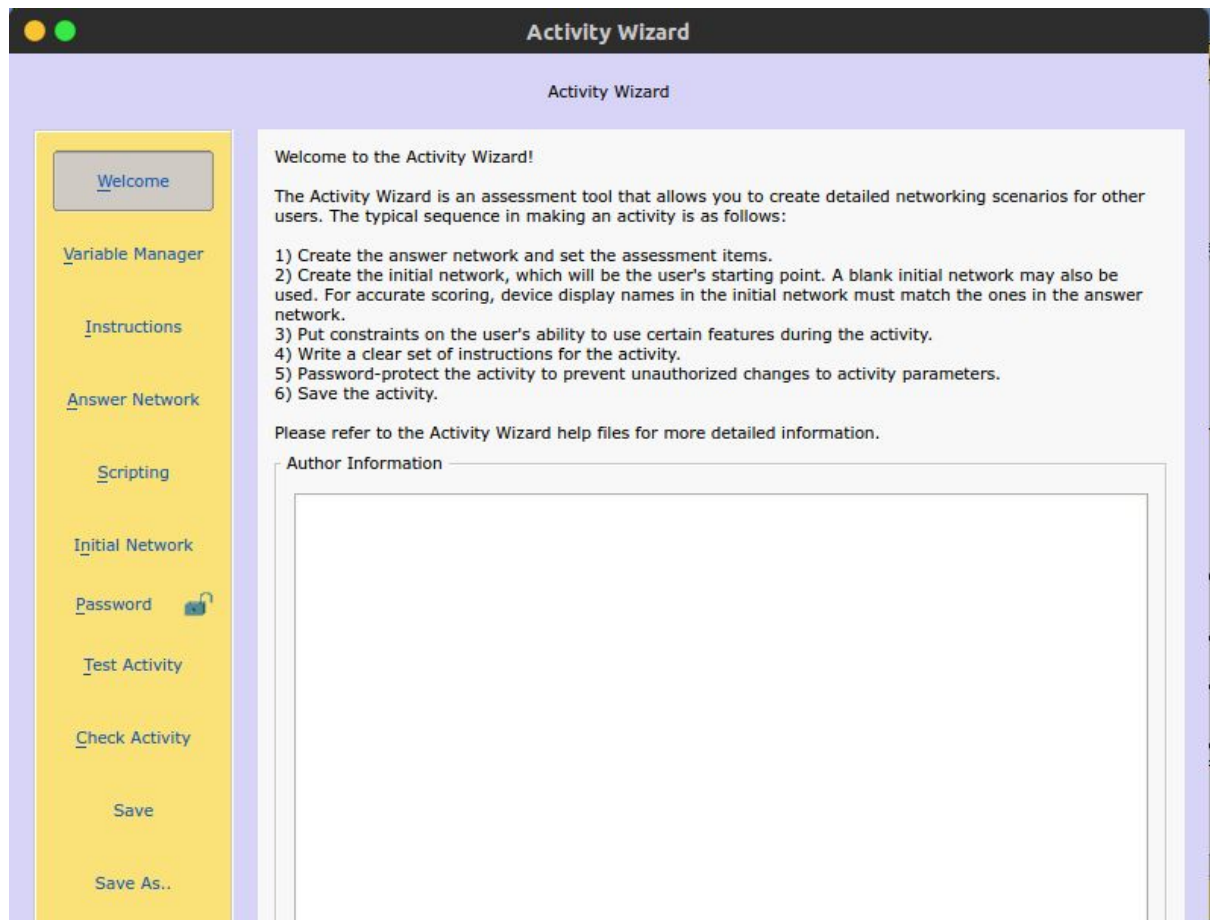 Activity Wizard
Activity Wizard
Welcome
Variable Manager
Instructions
Answer Network
Scripting
Initial Network
Password
Test Activity
Check Activity
Save
Save As..
Welcome to the Activity Wizard!
The Activity Wizard is an assessment tool that allows you to create detailed networking scenarios for other
users. The typical sequence in making an activity is as follows:
1) Create the answer network and set the assessment items.
2) Create the initial network, which will be the user's starting point. A blank initial network may also be
used. For accurate scoring, device display names in the initial network must match the ones in the answer
network.
3) Put constraints on the user's ability to use certain features during the activity.
4) Write a clear set of instructions for the activity.
5) Password-protect the activity to prevent unauthorized changes to activity parameters.
6) Save the activity.
Please refer to the Activity Wizard help files for more detailed information.
Author Information